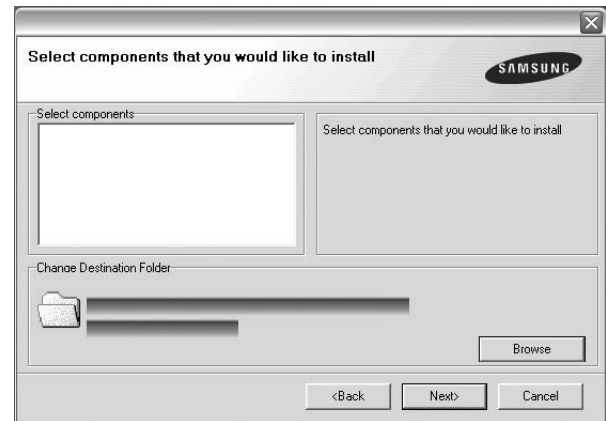 Select components that you would like to install
SAMSUNG
Select components
Select components that you would like to install
Change Destination Folder
Browse
<Back
Next>
Cancel